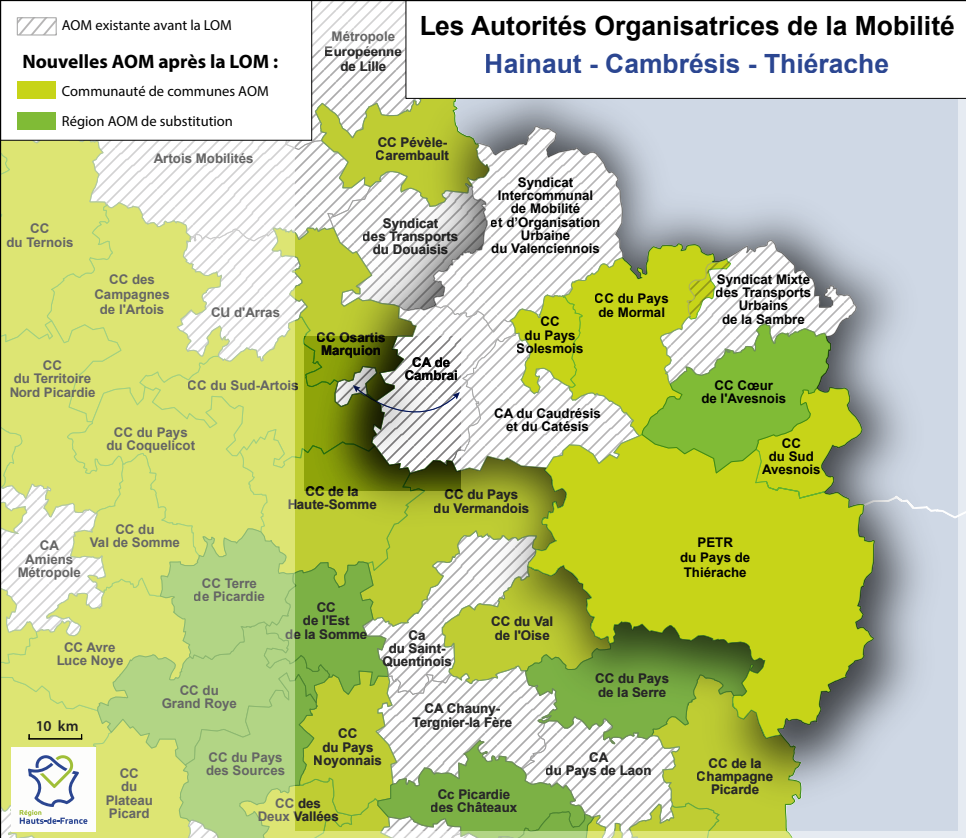 AOM existante avant la LOM
Nouvelles AOM après la LOM :
Communauté de communes AOM
Région AOM de substitution
Les Autorités Organisatrices de la Mobilité
Hainaut - Cambrésis - Thiérache
Métropole
Européenne
de Lille
CC Pévèle-
Carembault
Artois Mobilités
Syndicat
Intercommunal
de Mobilité
et d'Organisation
Urbaine
du Valenciennois
Syndicat
des Transports
du Douaisis
CC
du Ternois
CC des
Campagnes
de l'Artois
CU d'Arras
CC du Pays
de Mormal
Syndicat Mixte
des Transports
Urbains
de la Sambre
CC
du Pays
Solesmois
CC Osartis
Marquion
CA de
Cambrai
CC
du Territoire
Nord Picardie
CC du Sud-Artois
CC Cœur
de l'Avesnois
CA du Caudrésis
et du Catésis
CC du Pays
du Coquelicot
CC
du Sud
Avesnois
CC de la
Haute-Somme
CC du Pays
du Vermandois
CC du
Val de Somme
CA
Amiens
Métropole
PETR
du Pays de
Thiérache
CC Terre
de Picardie
CC
de l'Est
de la Somme
CC du Val
de l'Oise
Ca
du Saint-
Quentinois
CC Avre
Luce Noye
CC du
Grand Roye
CC du Pays
de la Serre
CA Chauny-
Tergnier-la Fère
10 km
CC
du Pays
Noyonnais
CC du Pays
des Sources
CA
du Pays de Laon
CC de la
Champagne
Picarde
CC
du
Plateau
Picard
Cc Picardie
des Châteaux
CC des
Deux Vallées
Région
Hauts-de-France